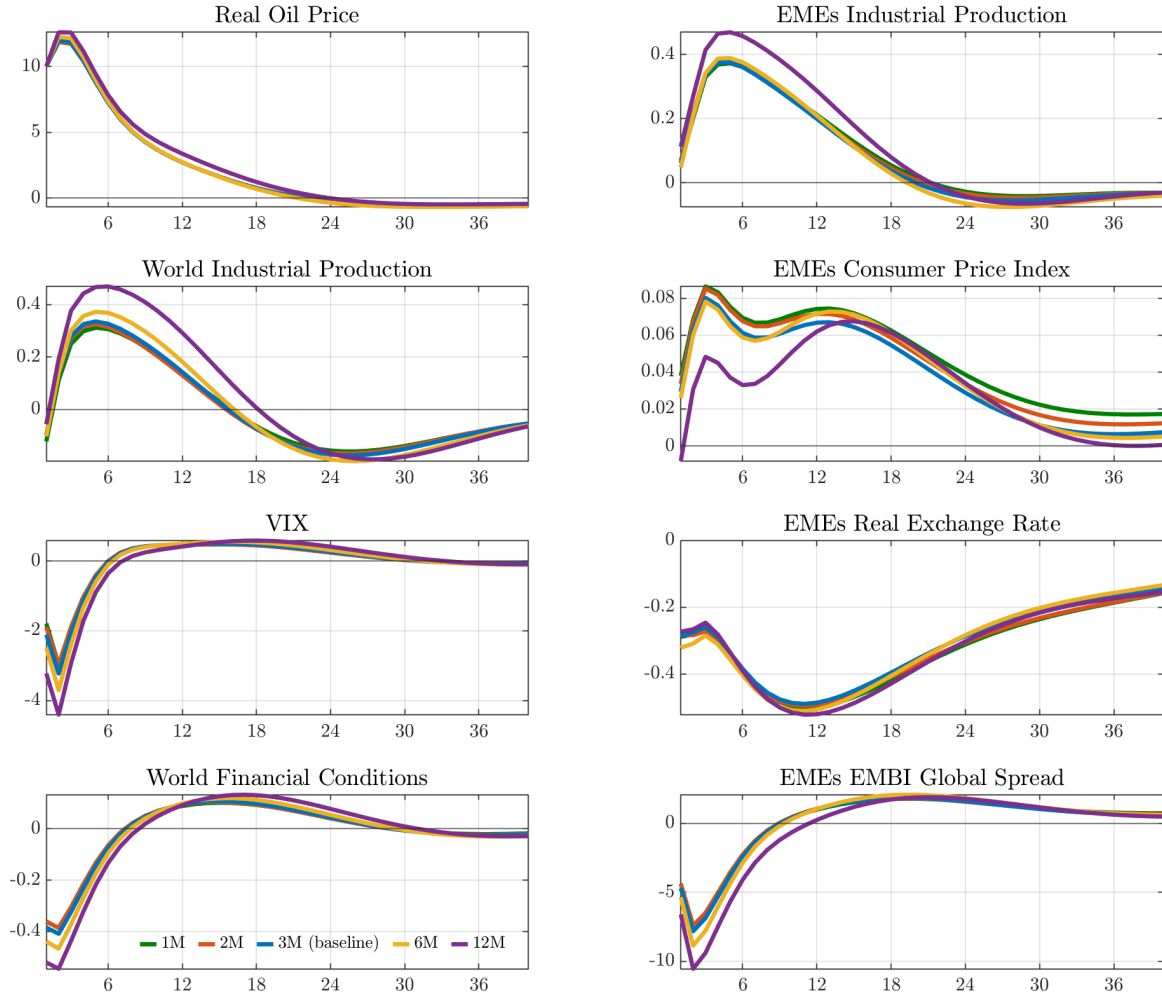 Real Oil Price
10
5
0
6 12 18 24 30 36
EMEs Industrial Production
0.4
0.2
0
6 12 18 24 30 36
World Industrial Production
0.4
0.2
0
6 12 18 24 30 36
EMEs Consumer Price Index
0.08
0.06
0.04
0.02
0
6 12 18 24 30 36
VIX
0
-2
-4
6 12 18 24 30 36
EMEs Real Exchange Rate
0
-0.2
-0.4
6 12 18 24 30 36
World Financial Conditions
0
-0.2
-0.4
1M 2M 3M (baseline) 6M 12M
6 12 18 24 30 36
EMEs EMBI Global Spread
0
-5
-10
6 12 18 24 30 36